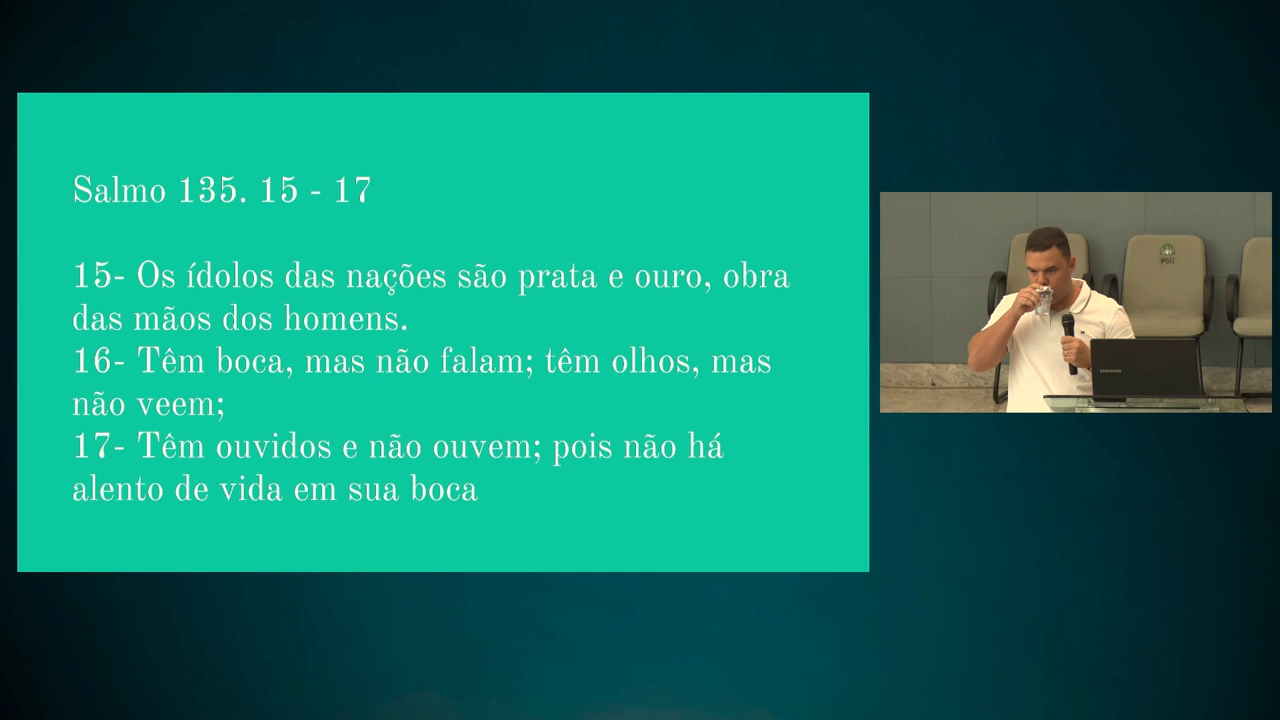 Salmo 135. 15 - 17
15- Os ídolos das nações são prata e ouro, obra
das mãos dos homens.
16- Têm boca, mas não falam; têm olhos, mas
não veem;
17- Têm ouvidos e não ouvem; pois não há
alento de vida em sua boca
SAMSUNG